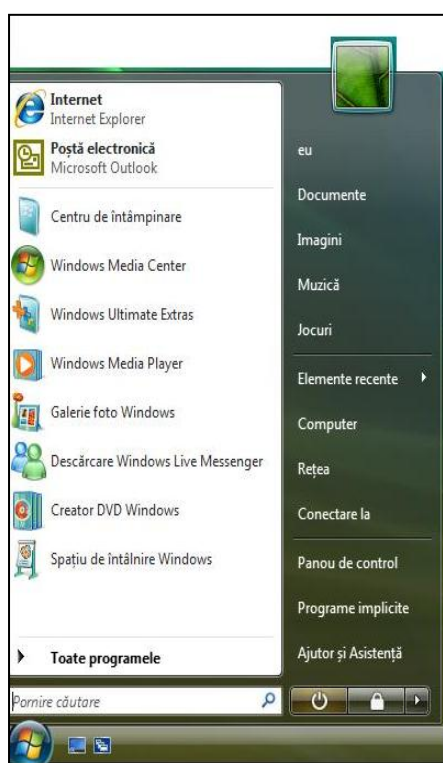 Internet
Internet Explorer
Poștă electronică
Microsoft Outlook
Centru de întâmpinare
Windows Media Center
Windows Ultimate Extras
Windows Media Player
Galerie foto Windows
Descărcare Windows Live Messenger
Creator DVD Windows
Spațiu de întâlnire Windows
Toate programele
Pornire căutare
eu
Documente
Imagini
Muzică
Jocuri
Elemente recente
Computer
Rețea
Conectare la
Panou de control
Programe implicite
Ajutor și Asistență